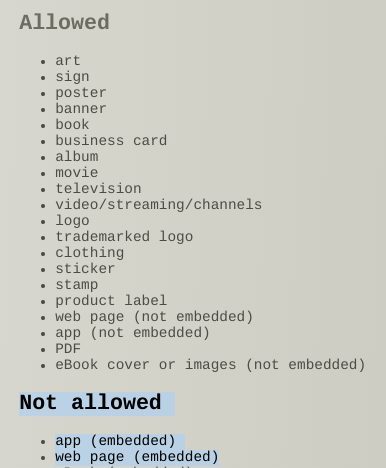 Allowed
art
sign
poster
banner
book
business card
album
movie
television
video/streaming/channels
logo
trademarked logo
clothing
sticker
stamp
product label
web page (not embedded)
app (not embedded)
PDF
eBook cover or images (not embedded)
Not allowed
app (embedded)
web page (embedded)